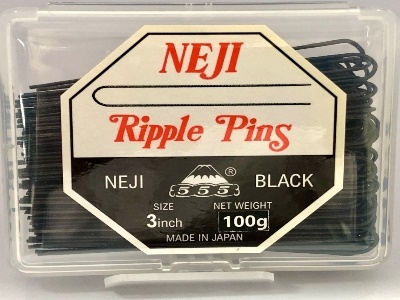 NEJI
Ripple Pins
NEJI 555 ® BLACK
SIZE NET WEIGHT
3inch 100g
MADE IN JAPAN